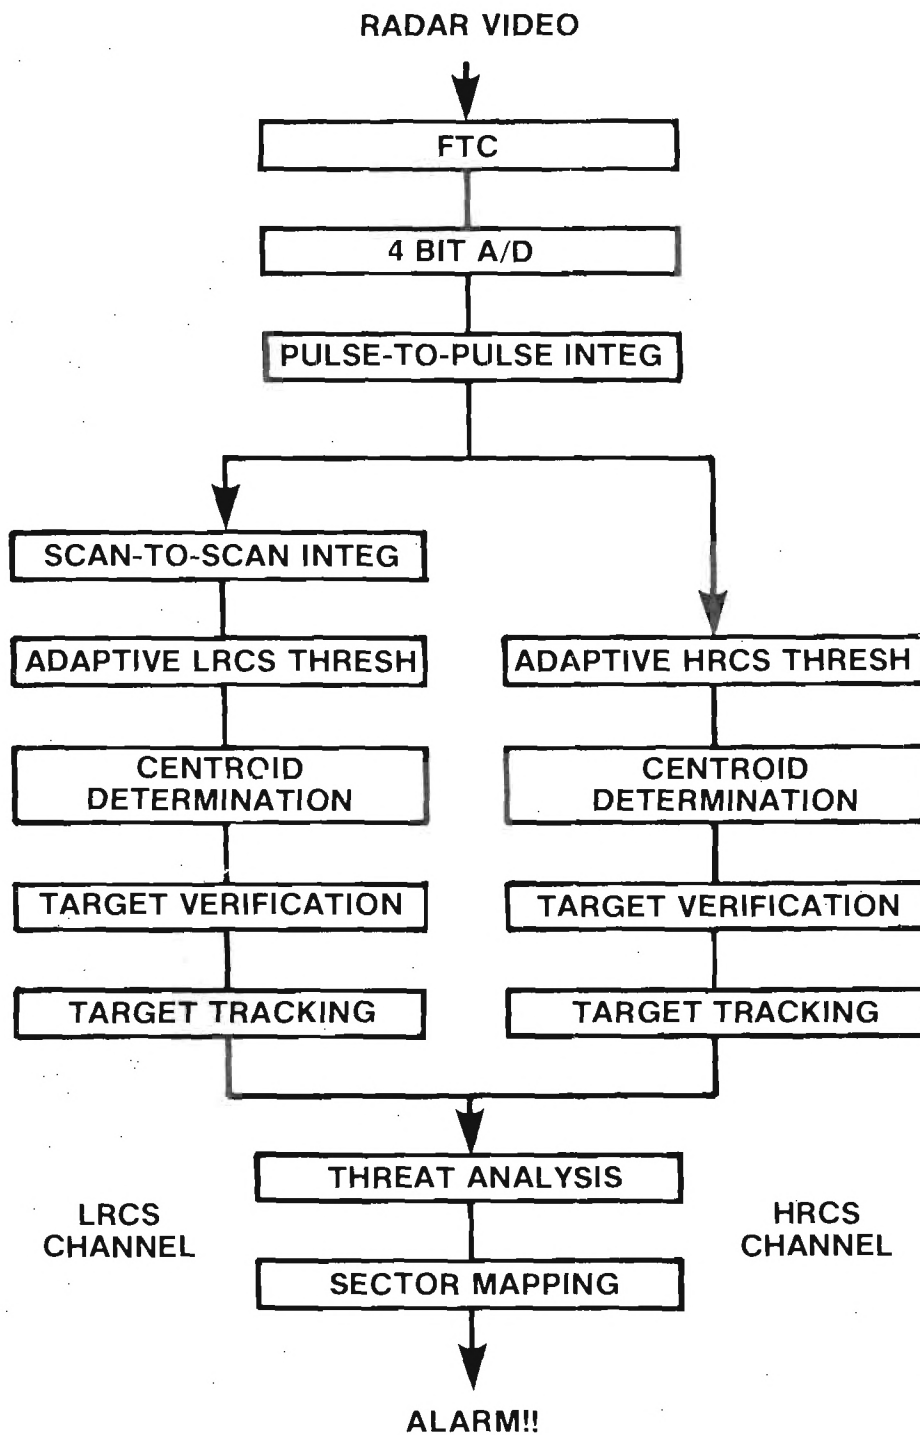 RADAR VIDEO
FTC
4 BIT A/D
PULSE-TO-PULSE INTEG
SCAN-TO-SCAN INTEG
ADAPTIVE LRCS THRESH
ADAPTIVE HRCS THRESH
CENTROID
DETERMINATION
CENTROID
DETERMINATION
TARGET VERIFICATION
TARGET VERIFICATION
TARGET TRACKING
TARGET TRACKING
THREAT ANALYSIS
LRCS
CHANNEL
HRCS
CHANNEL
SECTOR MAPPING
ALARM!!